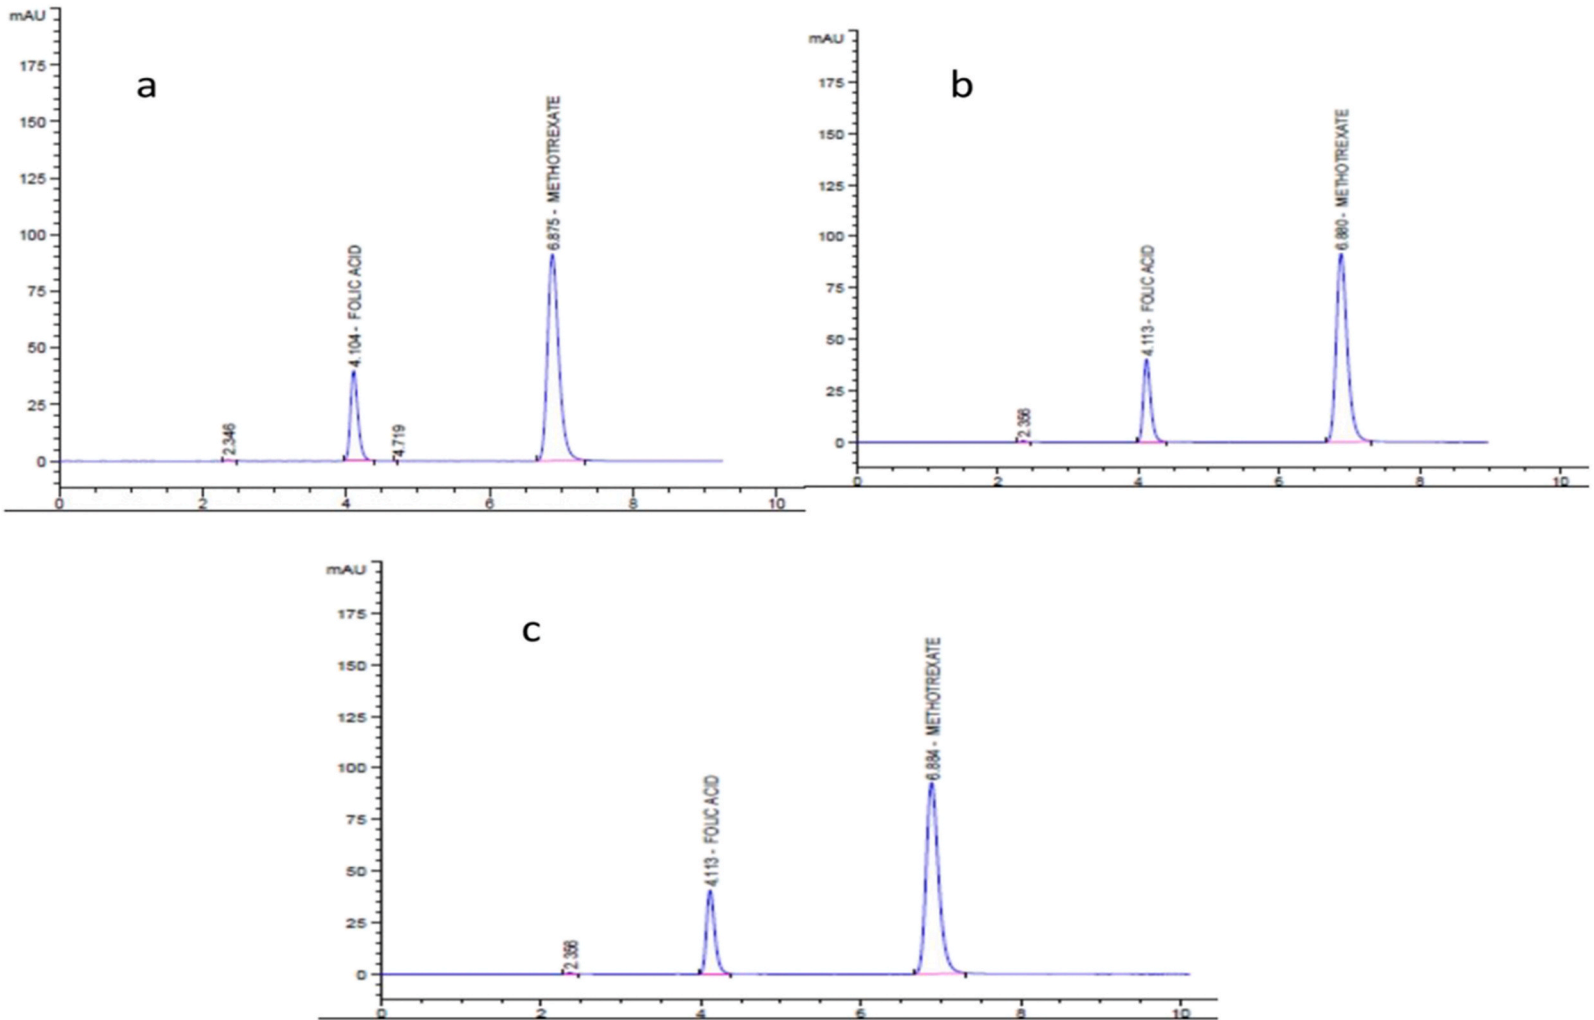 mAU
a
175
150
125
100
75
50
25
0
2.346
4.104 - FOLIC ACID
4.719
6.875 - METHOTREXATE
0 2 4 6 8 10
mAU
b
175
150
125
100
75
50
25
0
2.356
4.113 - FOLIC ACID
6.880 - METHOTREXATE
0 2 4 6 8 10
mAU
c
175
150
125
100
75
50
25
0
2.356
4.113 - FOLIC ACID
6.884 - METHOTREXATE
0 2 4 6 8 10